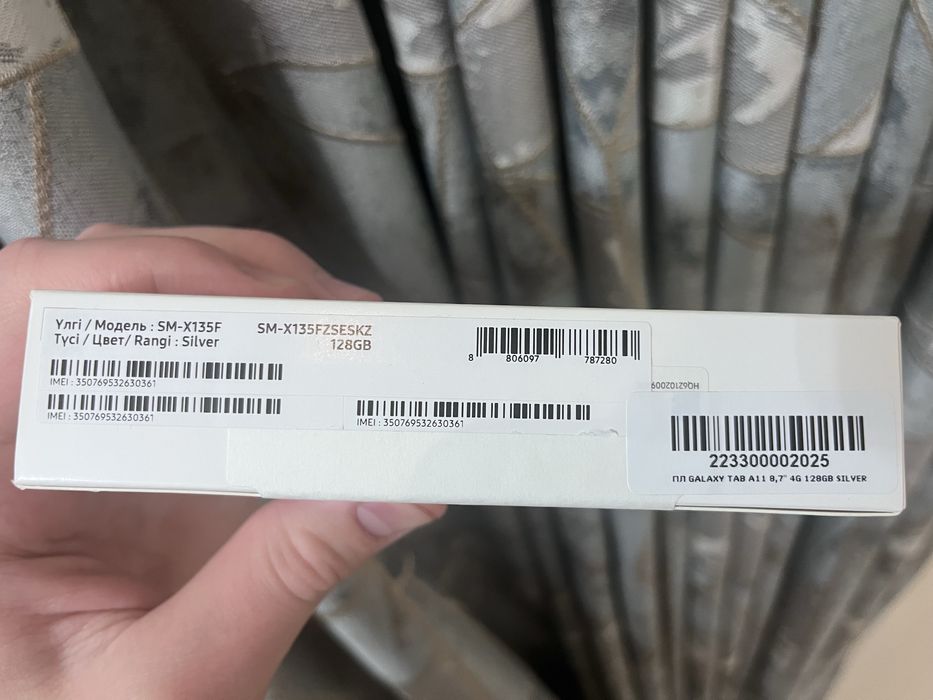 Үлгі / Модель : SM-X135F
Түсі / Цвет/ Rangi : Silver
SM-X135FZSESKZ
128GB
8 806097 787280
IMEI : 350769532630361
IMEI : 350769532630361
IMEI : 350769532630361
223300002025
ПЛ GALAXY TAB A11 8,7" 4G 128GB SILVER